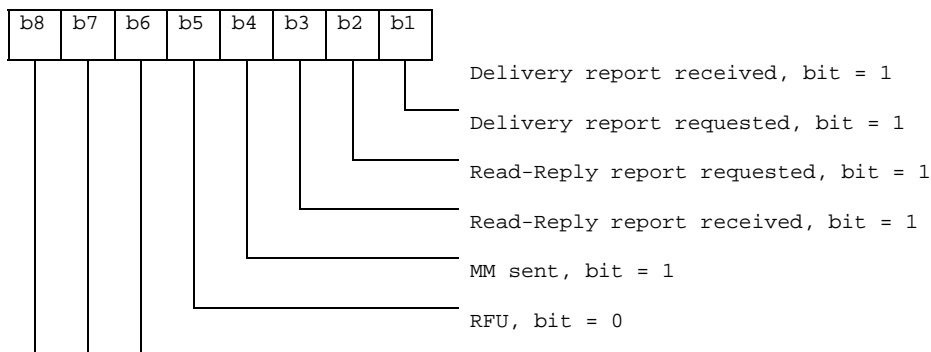 b8 b7 b6 b5 b4 b3 b2 b1
Delivery report received, bit = 1
Delivery report requested, bit = 1
Read-Reply report requested, bit = 1
Read-Reply report received, bit = 1
MM sent, bit = 1
RFU, bit = 0